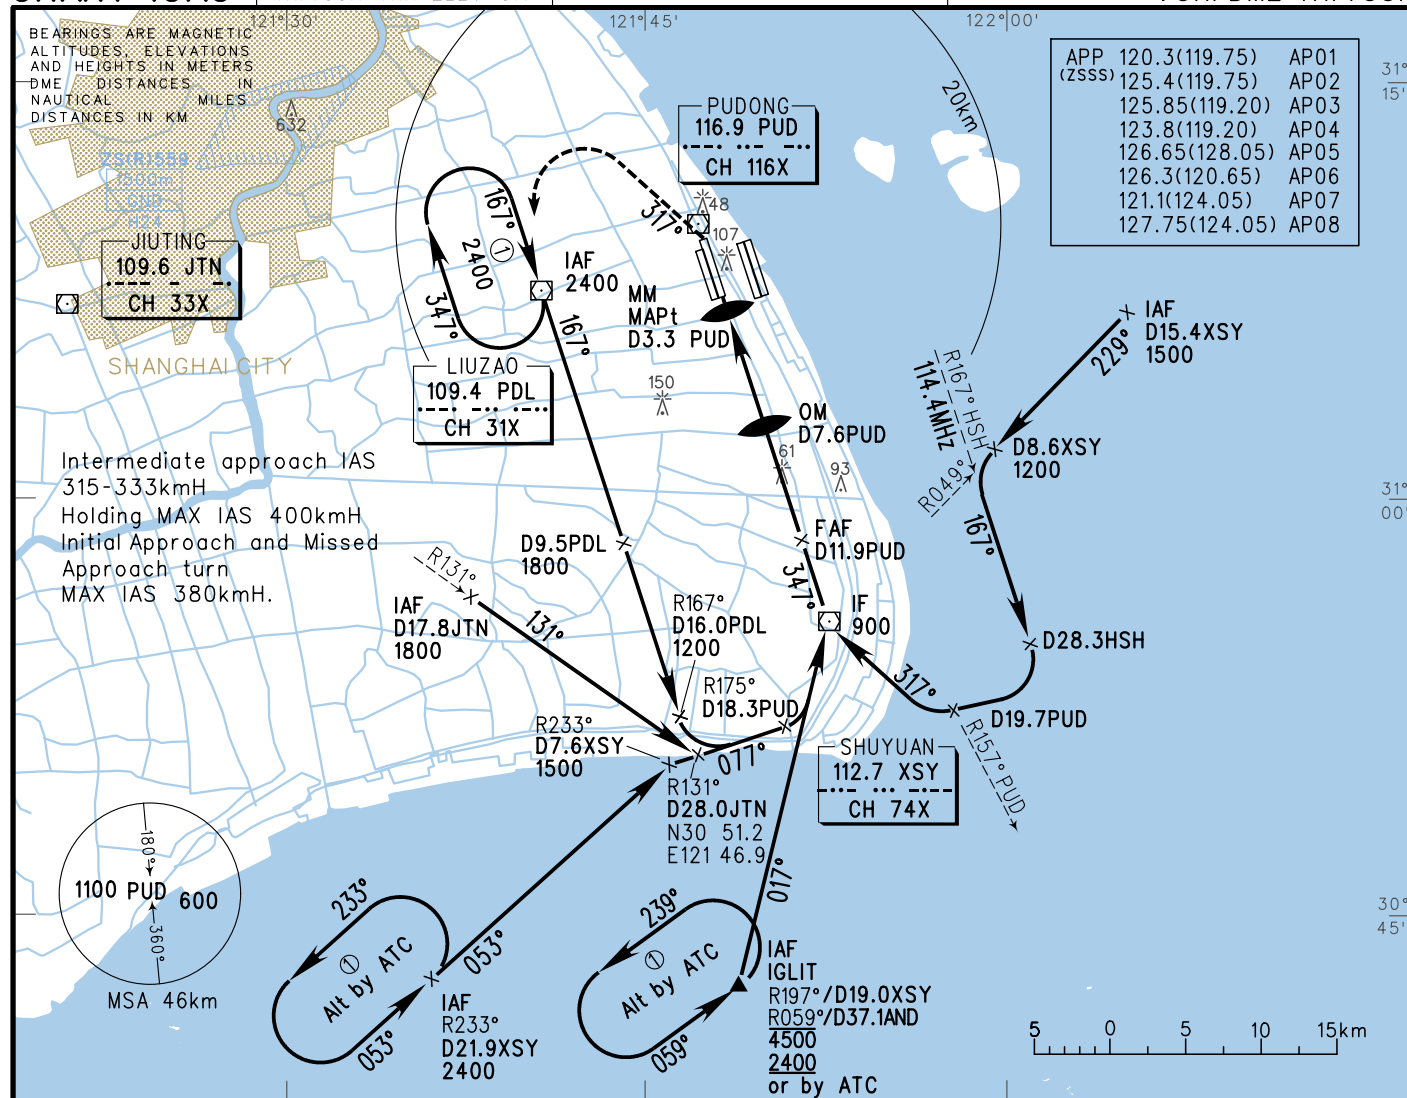 121°30'
121°45'
122°00'
BEARINGS ARE MAGNETIC
ALTITUDES, ELEVATIONS
AND HEIGHTS IN METERS
DME DISTANCES IN
NAUTICAL MILES
DISTANCES IN KM
632
ZS(R)559
1500m
GND
H24
JIUTING
109.6 JTN
CH 33X
SHANGHAI CITY
PUDONG
116.9 PUD
CH 116X
20km
APP 120.3(119.75) AP01
(ZSSS) 125.4(119.75) AP02
125.85(119.20) AP03
123.8(119.20) AP04
126.65(128.05) AP05
126.3(120.65) AP06
121.1(124.05) AP07
127.75(124.05) AP08
31°
15'
167°
①
2400
347°
317°
48
107
IAF
2400
167°
MM
MAPt
D3.3 PUD
LIUZAO
109.4 PDL
CH 31X
150
OM
D7.6PUD
61
93
IAF
D15.4XSY
1500
229°
R167° HSH
114.4MHz
R049°
D8.6XSY
1200
167°
31°
00'
Intermediate approach IAS
315-333kmH
Holding MAX IAS 400kmH
Initial Approach and Missed
Approach turn
MAX IAS 380kmH.
D9.5PDL
1800
FAF
D11.9PUD
347°
R131°
IAF
D17.8JTN
1800
131°
R167°
D16.0PDL
1200
IF
900
D28.3HSH
R175°
D18.3PUD
317°
D19.7PUD
R157° PUD
R233°
D7.6XSY
1500
077°
R131°
D28.0JTN
N30 51.2
E121 46.9
SHUYUAN
112.7 XSY
CH 74X
180°
1100 PUD 600
360°
MSA 46km
233°
①
Alt by ATC
053°
053°
IAF
R233°
D21.9XSY
2400
239°
①
Alt by ATC
059°
017°
IAF
IGLIT
R197°/D19.0XSY
R059°/D37.1AND
4500
2400
or by ATC
30°
45'
5 0 5 10 15km